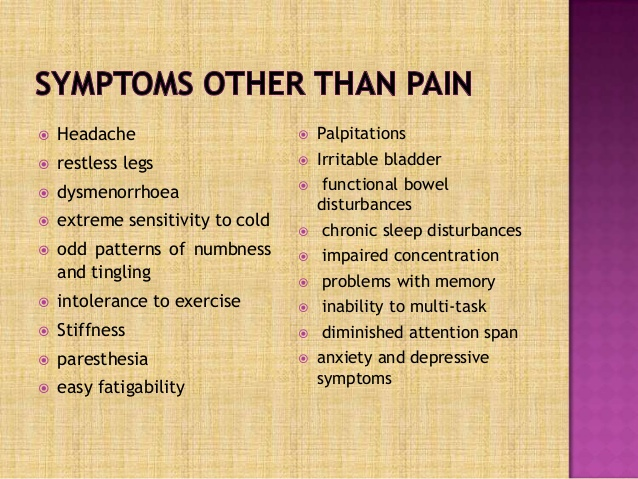 SYMPTOMS OTHER THAN PAIN
Headache
restless legs
dysmenorrhoea
extreme sensitivity to cold
odd patterns of numbness
and tingling
intolerance to exercise
Stiffness
paresthesia
easy fatigability
Palpitations
Irritable bladder
functional bowel
disturbances
chronic sleep disturbances
impaired concentration
problems with memory
inability to multi-task
diminished attention span
anxiety and depressive
symptoms